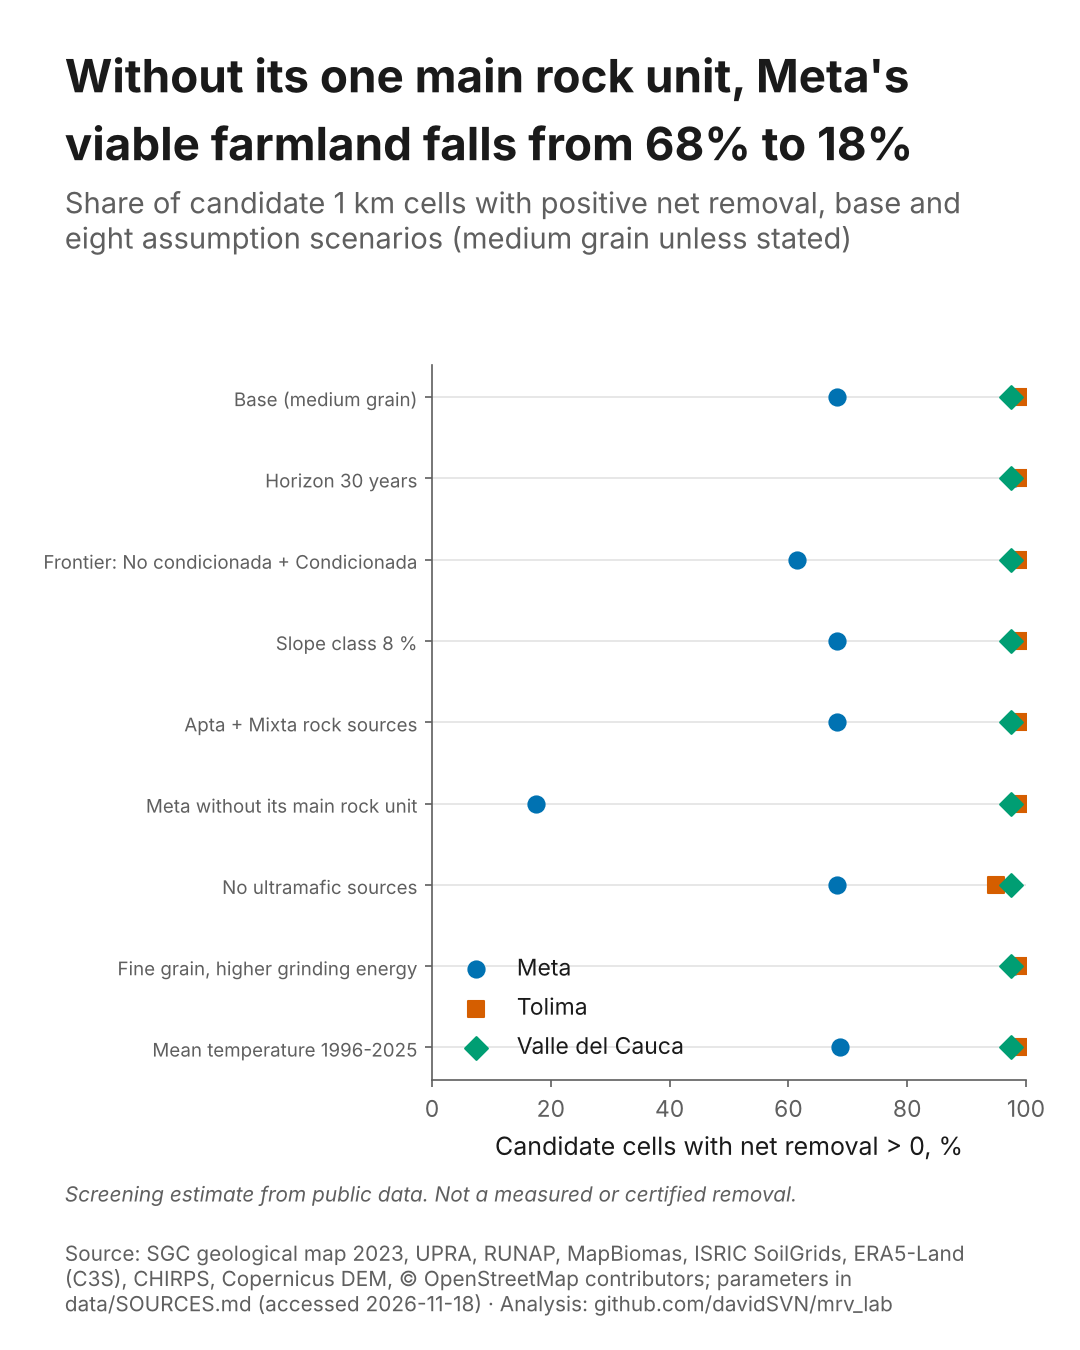 Without its one main rock unit, Meta's
viable farmland falls from 68% to 18%
Share of candidate 1 km cells with positive net removal, base and
eight assumption scenarios (medium grain unless stated)
Base (medium grain)
Horizon 30 years
Frontier: No condicionada + Condicionada
Slope class 8 %
Apta + Mixta rock sources
Meta without its main rock unit
No ultramafic sources
Fine grain, higher grinding energy
Mean temperature 1996-2025
Meta
Tolima
Valle del Cauca
0 20 40 60 80 100
Candidate cells with net removal > 0, %
Screening estimate from public data. Not a measured or certified removal.
Source: SGC geological map 2023, UPRA, RUNAP, MapBiomas, ISRIC SoilGrids, ERA5-Land
(C3S), CHIRPS, Copernicus DEM, © OpenStreetMap contributors; parameters in
data/SOURCES.md (accessed 2026-11-18) · Analysis: github.com/davidSVN/mrv_lab